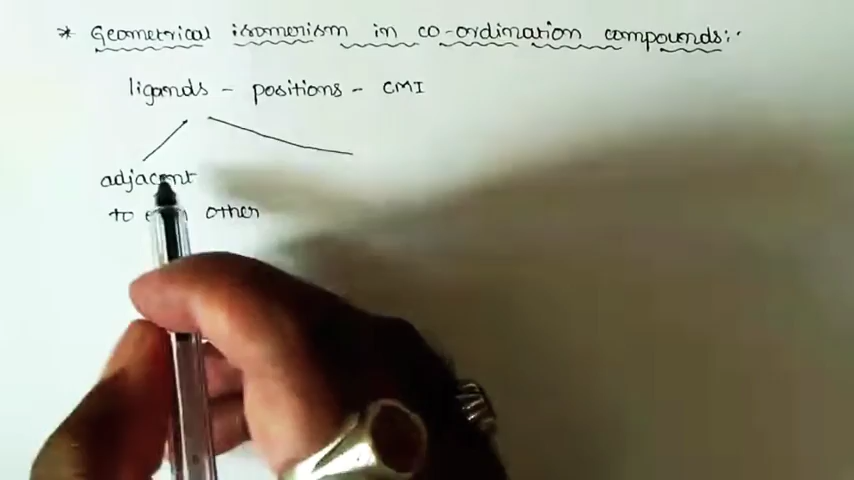 * Geometrical isomerism in co-ordination compounds:-
ligands - positions - CMI
adjacent
to other